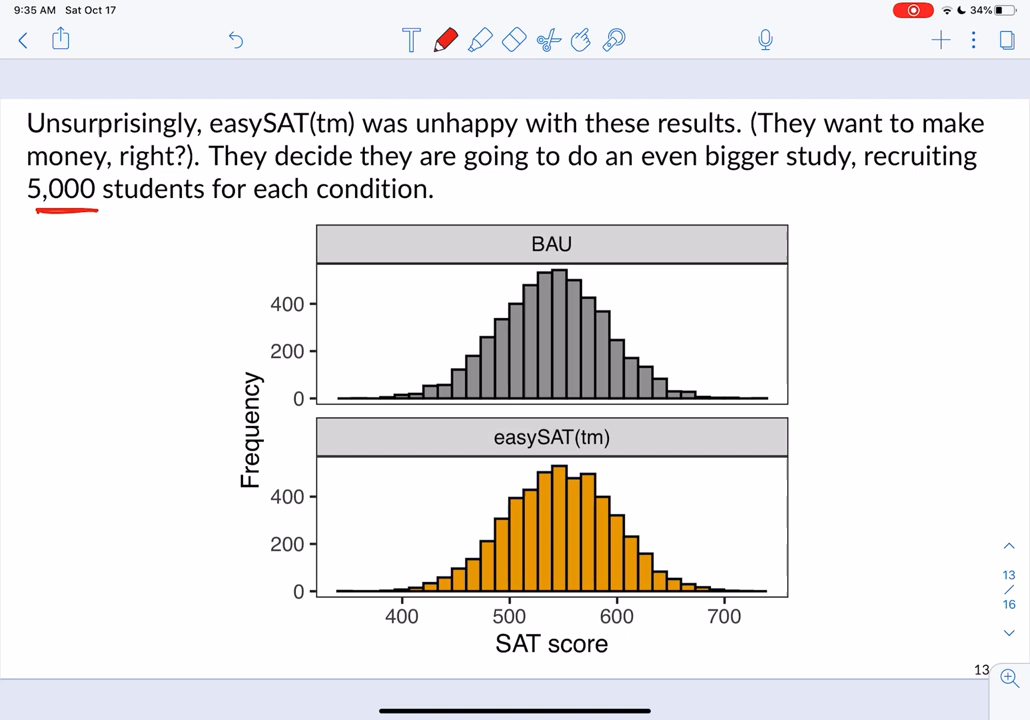 9:35 AM Sat Oct 17
34%
T
Unsurprisingly, easySAT(tm) was unhappy with these results. (They want to make
money, right?). They decide they are going to do an even bigger study, recruiting
5,000 students for each condition.
BAU
400
200
0
Frequency
easySAT(tm)
400
200
0
400 500 600 700
SAT score
13
/
16
13